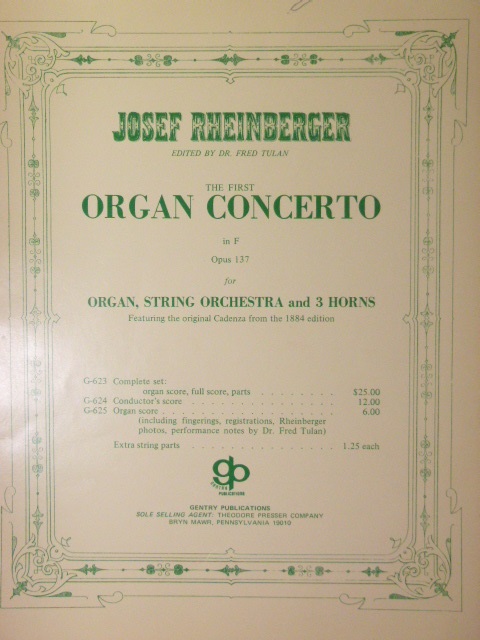 JOSEF RHEINBERGER
EDITED BY DR. FRED TULAN
THE FIRST
ORGAN CONCERTO
in F
Opus 137
for
ORGAN, STRING ORCHESTRA and 3 HORNS
Featuring the original Cadenza from the 1884 edition
G-623 Complete set:
organ score, full score, parts . . . . . . . . . $25.00
G-624 Conductor's score . . . . . . . . . . . . . . . 12.00
G-625 Organ score . . . . . . . . . . . . . . . . . . 6.00
(including fingerings, registrations, Rheinberger
photos, performance notes by Dr. Fred Tulan)
Extra string parts . . . . . . . . . . . . . . . 1.25 each
gp
GENTRY
PUBLICATIONS
GENTRY PUBLICATIONS
SOLE SELLING AGENT: THEODORE PRESSER COMPANY
BRYN MAWR, PENNSYLVANIA 19010